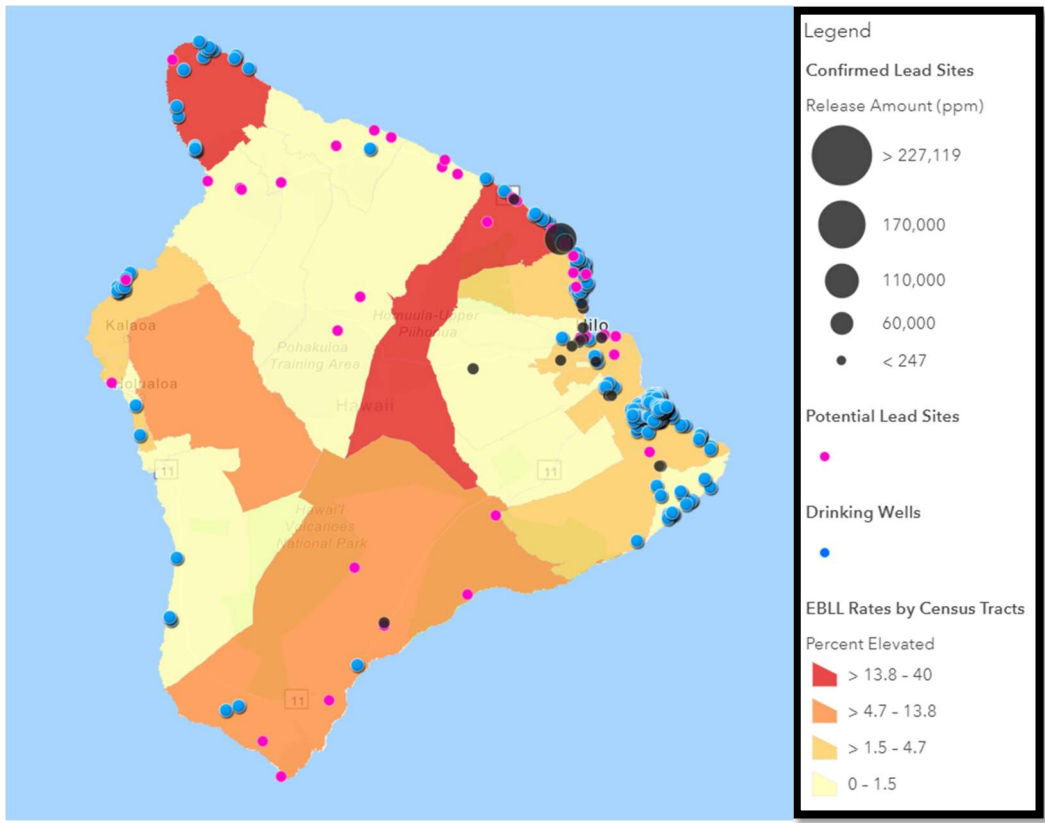 Kalaoa
Holualoa
Homuula-Upper
Piihonua
Pohakuloa
Training Area
Hawaii
Hilo
11
11
Hawai'i
Volcanoes
National Park
11
Legend
Confirmed Lead Sites
Release Amount (ppm)
> 227,119
170,000
110,000
60,000
< 247
Potential Lead Sites
Drinking Wells
EBLL Rates by Census Tracts
Percent Elevated
> 13.8 - 40
> 4.7 - 13.8
> 1.5 - 4.7
0 - 1.5